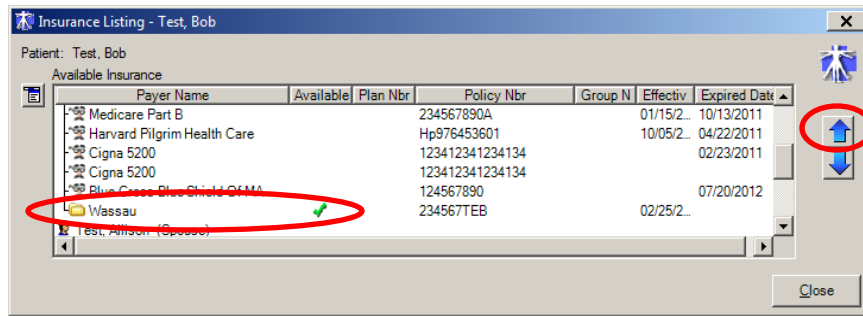 Insurance Listing - Test, Bob
Patient: Test, Bob
Available Insurance
Payer Name Available Plan Nbr Policy Nbr Group N Effectiv Expired Date
Medicare Part B 234567890A 01/15/2... 10/13/2011
Harvard Pilgrim Health Care Hp976453601 10/05/2... 04/22/2011
Cigna 5200 123412341234134 02/23/2011
Cigna 5200 123412341234134
Blue Cross Blue Shield Of MA 124567890 07/20/2012
Wassau 234567TEB 02/25/2...
Test, Allison (Spouse)
Close